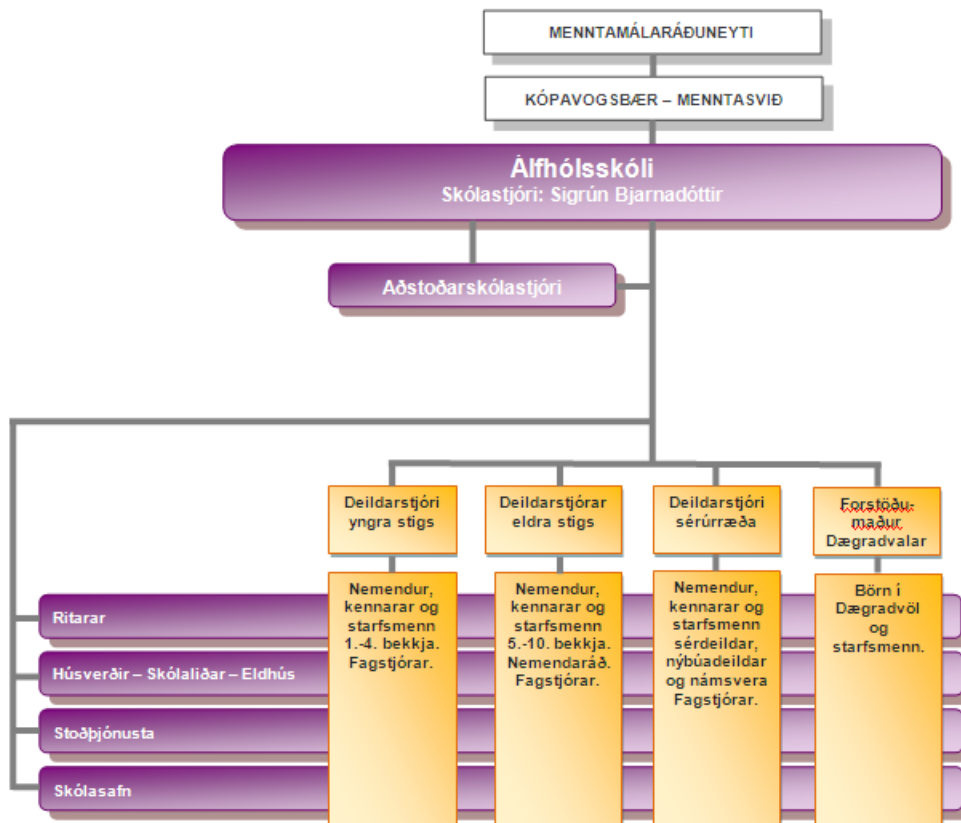 MENNTAMÁLARÁÐUNEYTI
KÓPAVOGSBÆR – MENNTASVIÐ
Álfhólsskóli
Skólastjóri: Sigrún Bjarnadóttir
Aðstoðarskólastjóri
Deildarstjóri
yngra stigs
Deildarstjórar
eldra stigs
Deildarstjóri
sérúrræða
Forstöðu-
maður
Dægradvalar
Nemendur,
kennarar og
starfsmenn
1.-4. bekkja.
Fagstjórar.
Nemendur,
kennarar og
starfsmenn
5.-10. bekkja.
Nemendaráð.
Fagstjórar.
Nemendur,
kennarar og
starfsmenn
sérdeildar,
nýbúadeildar
og námsvera
Fagstjórar.
Börn í
Dægradvöl
og
starfsmenn.
Ritarar
Húsverðir – Skólaliðar – Eldhús
Stoðþjónusta
Skólasafn